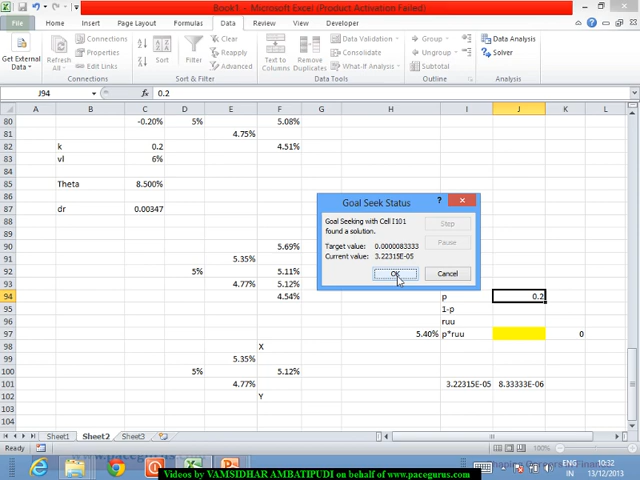 Book1 - Microsoft Excel (Product Activation Failed)
File Home Insert Page Layout Formulas Data Review View Developer
Get External Data
Refresh All
Connections
Properties
Edit Links
Connections
Sort
Filter
Clear
Reapply
Advanced
Sort & Filter
Text to Columns
Remove Duplicates
Data Validation
Consolidate
What-If Analysis
Data Tools
Group
Ungroup
Subtotal
Outline
Data Analysis
Solver
Analysis
J94 fx 0.2
A B C D E F G H I J K L
80 -0.20% 5% 5.08%
81 4.75%
82 k 0.2 4.51%
83 vl 6%
84
85 Theta 8.500%
86
87 dr 0.00347
88
89
90 5.69%
91 5.35%
92 5% 5.11%
93 4.77% 5.12%
94 4.54% p 0.2
95 1-p
96 ruu
97 5.40% p*ruu 0
98 X
99 5.35%
100 5% 5.12%
101 4.77% 3.22315E-05 8.33333E-06
102 Y
103
104
Goal Seek Status
Goal Seeking with Cell I101
found a solution.
Target value: 0.0000083333
Current value: 3.22315E-05
Step
Pause
OK
Cancel
Sheet1 Sheet2 Sheet3
Ready 100%
www.pacegurus.com
ENG 10:32
IN 13/12/2013
Videos by VAMSIDHAR AMBATIPUDI on behalf of www.pacegurus.com